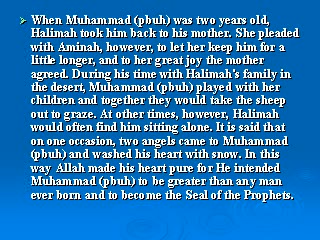 When Muhammad (pbuh) was two years old,
Halimah took him back to his mother. She pleaded
with Aminah, however, to let her keep him for a
little longer, and to her great joy the mother
agreed. During his time with Halimah's family in
the desert, Muhammad (pbuh) played with her
children and together they would take the sheep
out to graze. At other times, however, Halimah
would often find him sitting alone. It is said that
on one occasion, two angels came to Muhammad
(pbuh) and washed his heart with snow. In this
way Allah made his heart pure for He intended
Muhammad (pbuh) to be greater than any man
ever born and to become the Seal of the Prophets.